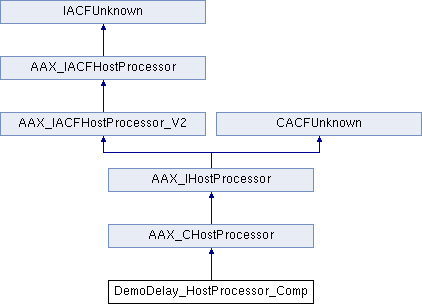 IACFUnknown
AAX_IACFHostProcessor
AAX_IACFHostProcessor_V2
CACFUnknown
AAX_IHostProcessor
AAX_CHostProcessor
DemoDelay_HostProcessor_Comp